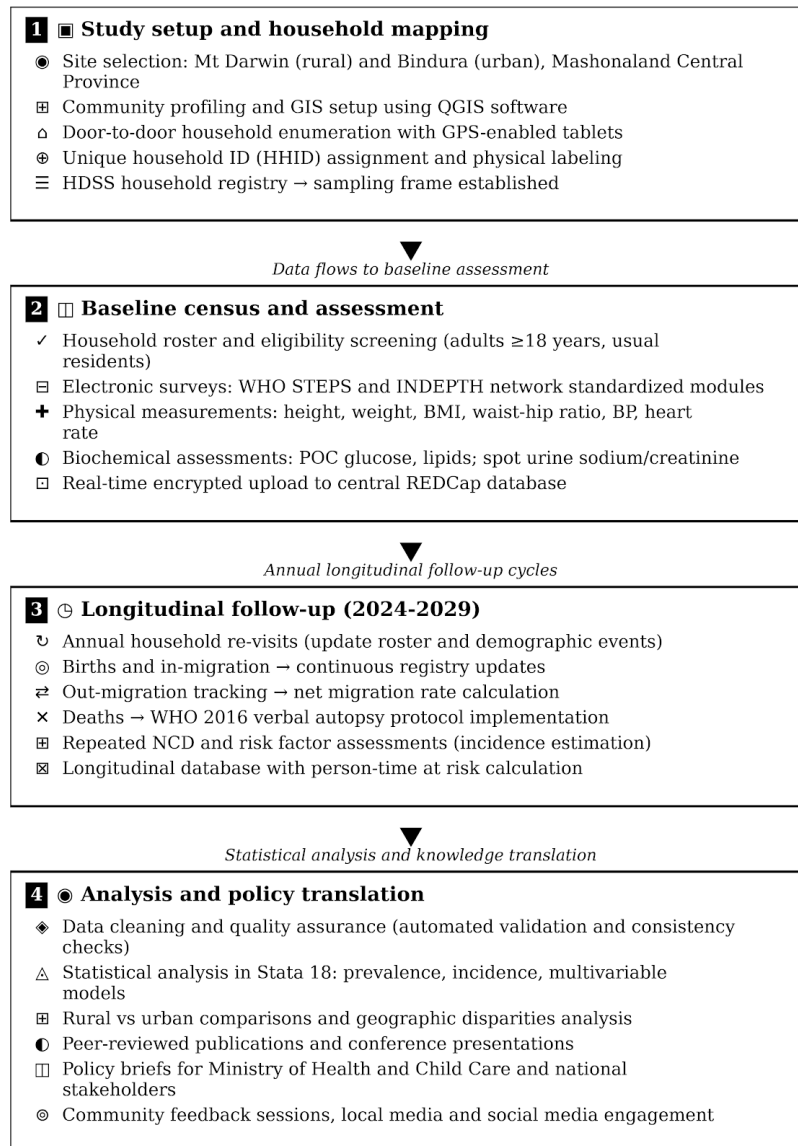 1 ▣ Study setup and household mapping
◉ Site selection: Mt Darwin (rural) and Bindura (urban), Mashonaland Central
Province
⊞ Community profiling and GIS setup using QGIS software
⌂ Door-to-door household enumeration with GPS-enabled tablets
⊕ Unique household ID (HHID) assignment and physical labeling
☰ HDSS household registry → sampling frame established
Data flows to baseline assessment
2 ◫ Baseline census and assessment
✓ Household roster and eligibility screening (adults ≥18 years, usual
residents)
⊟ Electronic surveys: WHO STEPS and INDEPTH network standardized modules
✚ Physical measurements: height, weight, BMI, waist-hip ratio, BP, heart
rate
◐ Biochemical assessments: POC glucose, lipids; spot urine sodium/creatinine
⊡ Real-time encrypted upload to central REDCap database
Annual longitudinal follow-up cycles
3 ◷ Longitudinal follow-up (2024-2029)
↻ Annual household re-visits (update roster and demographic events)
◎ Births and in-migration → continuous registry updates
⇄ Out-migration tracking → net migration rate calculation
✕ Deaths → WHO 2016 verbal autopsy protocol implementation
⊞ Repeated NCD and risk factor assessments (incidence estimation)
⊠ Longitudinal database with person-time at risk calculation
Statistical analysis and knowledge translation
4 ◉ Analysis and policy translation
◈ Data cleaning and quality assurance (automated validation and consistency
checks)
◬ Statistical analysis in Stata 18: prevalence, incidence, multivariable
models
⊞ Rural vs urban comparisons and geographic disparities analysis
◐ Peer-reviewed publications and conference presentations
◫ Policy briefs for Ministry of Health and Child Care and national
stakeholders
⊚ Community feedback sessions, local media and social media engagement